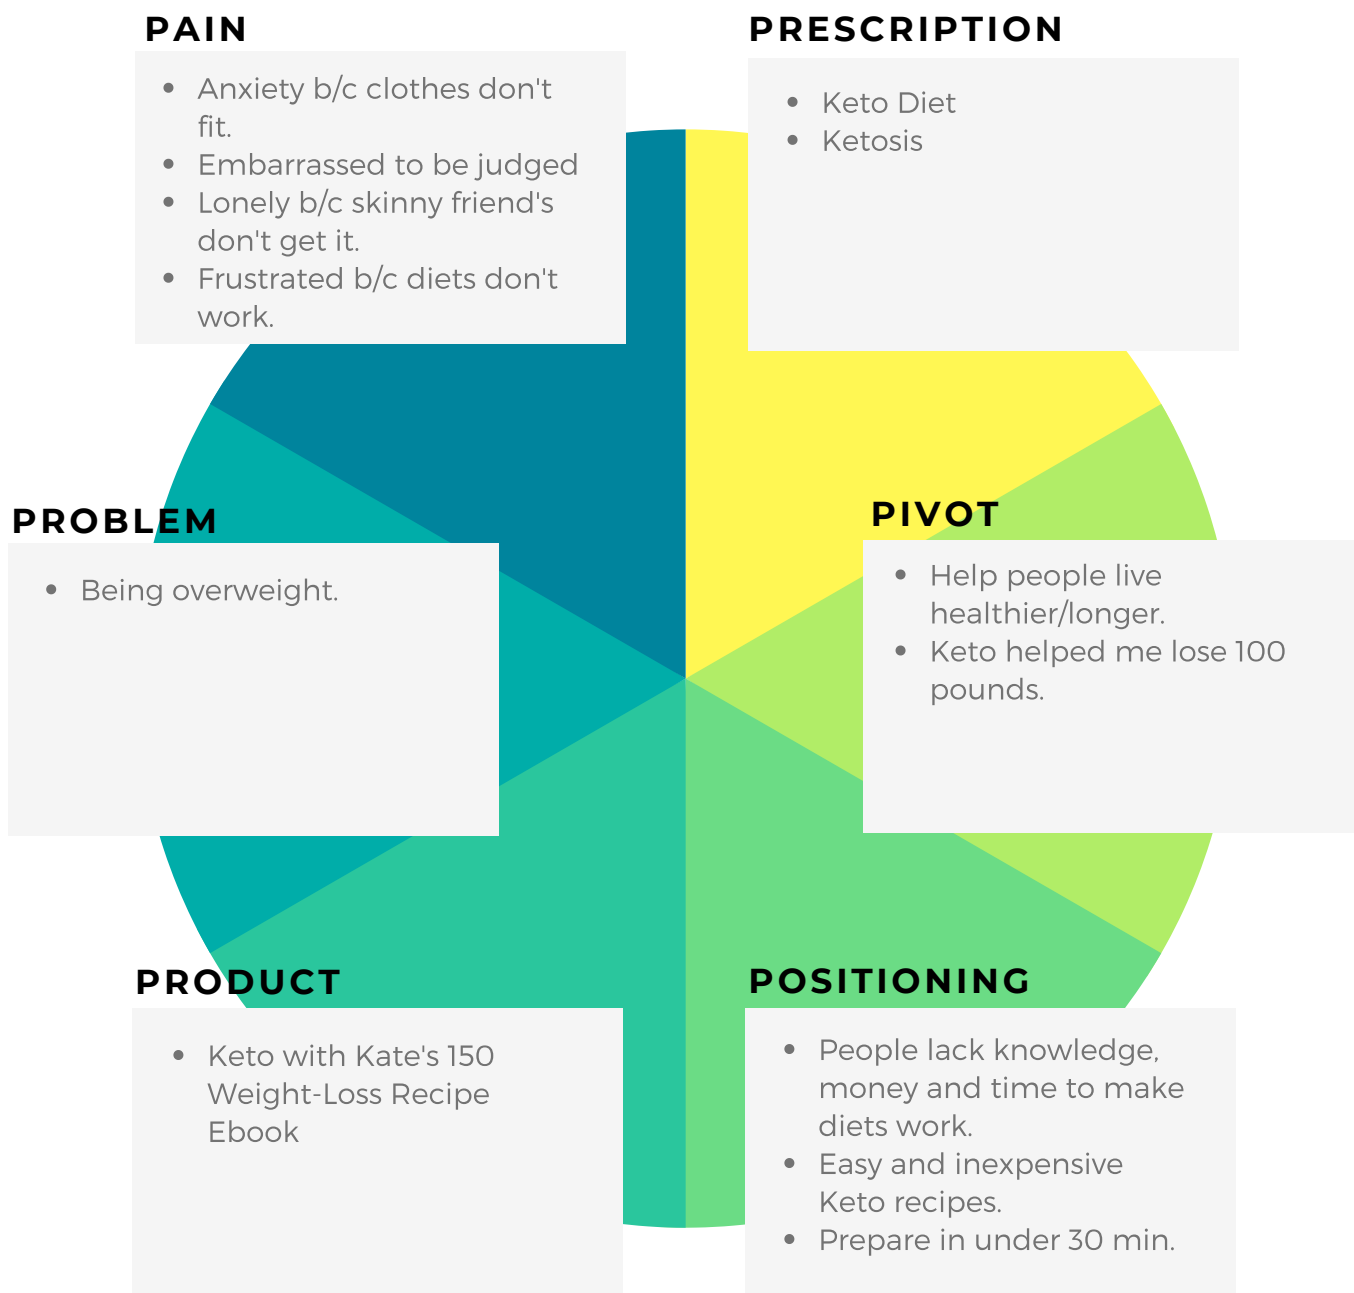 PAIN
• Anxiety b/c clothes don't
fit.
• Embarrassed to be judged
• Lonely b/c skinny friend's
don't get it.
• Frustrated b/c diets don't
work.
PRESCRIPTION
• Keto Diet
• Ketosis
PROBLEM
• Being overweight.
PIVOT
• Help people live
healthier/longer.
• Keto helped me lose 100
pounds.
PRODUCT
• Keto with Kate's 150
Weight-Loss Recipe
Ebook
POSITIONING
• People lack knowledge,
money and time to make
diets work.
• Easy and inexpensive
Keto recipes.
• Prepare in under 30 min.